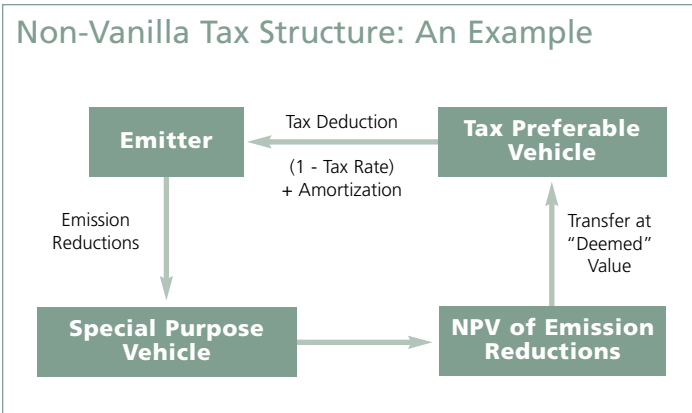 Non-Vanilla Tax Structure: An Example
Emitter
Tax Deduction
(1 - Tax Rate)
+ Amortization
Tax Preferable
Vehicle
Emission
Reductions
Transfer at
“Deemed”
Value
Special Purpose
Vehicle
NPV of Emission
Reductions